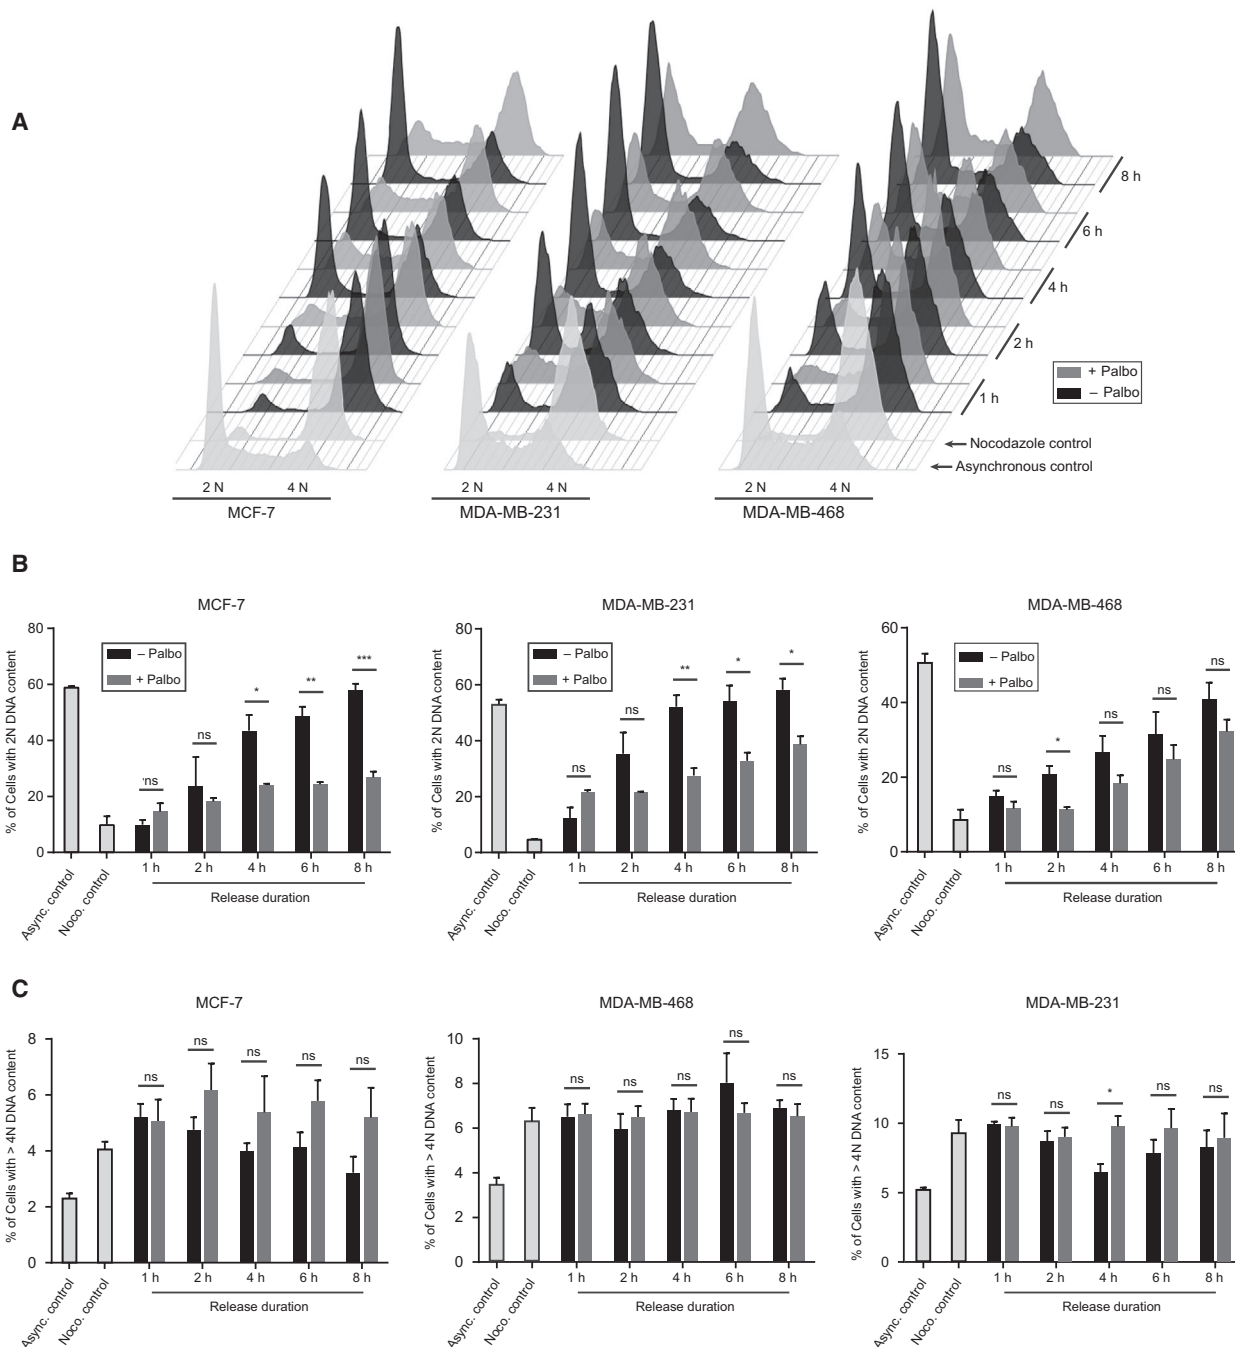 A
8 h
6 h
4 h
2 h
1 h
+ Palbo
– Palbo
Nocodazole control
Asynchronous control
2 N 4 N 2 N 4 N 2 N 4 N
MCF-7 MDA-MB-231 MDA-MB-468
B
MCF-7
% of Cells with 2N DNA content
80
60
40
20
0
– Palbo
+ Palbo
'ns
ns
*
**
***
1 h 2 h 4 h 6 h 8 h
Async. control
Noco. control
Release duration
MDA-MB-231
% of Cells with 2N DNA content
80
60
40
20
0
– Palbo
+ Palbo
ns
ns
**
*
*
1 h 2 h 4 h 6 h 8 h
Async. control
Noco. control
Release duration
MDA-MB-468
% of Cells with 2N DNA content
60
40
20
0
– Palbo
+ Palbo
ns
*
ns
ns
ns
1 h 2 h 4 h 6 h 8 h
Async. control
Noco. control
Release duration
C
MCF-7
% of Cells with > 4N DNA content
8
6
4
2
0
ns
ns
ns
ns
ns
1 h 2 h 4 h 6 h 8 h
Async. control
Noco. control
Release duration
MDA-MB-468
% of Cells with > 4N DNA content
10
8
6
4
2
0
ns
ns
ns
ns
ns
1 h 2 h 4 h 6 h 8 h
Async. control
Noco. control
Release duration
MDA-MB-231
% of Cells with > 4N DNA content
15
10
5
0
ns
ns
*
ns
ns
1 h 2 h 4 h 6 h 8 h
Async. control
Noco. control
Release duration